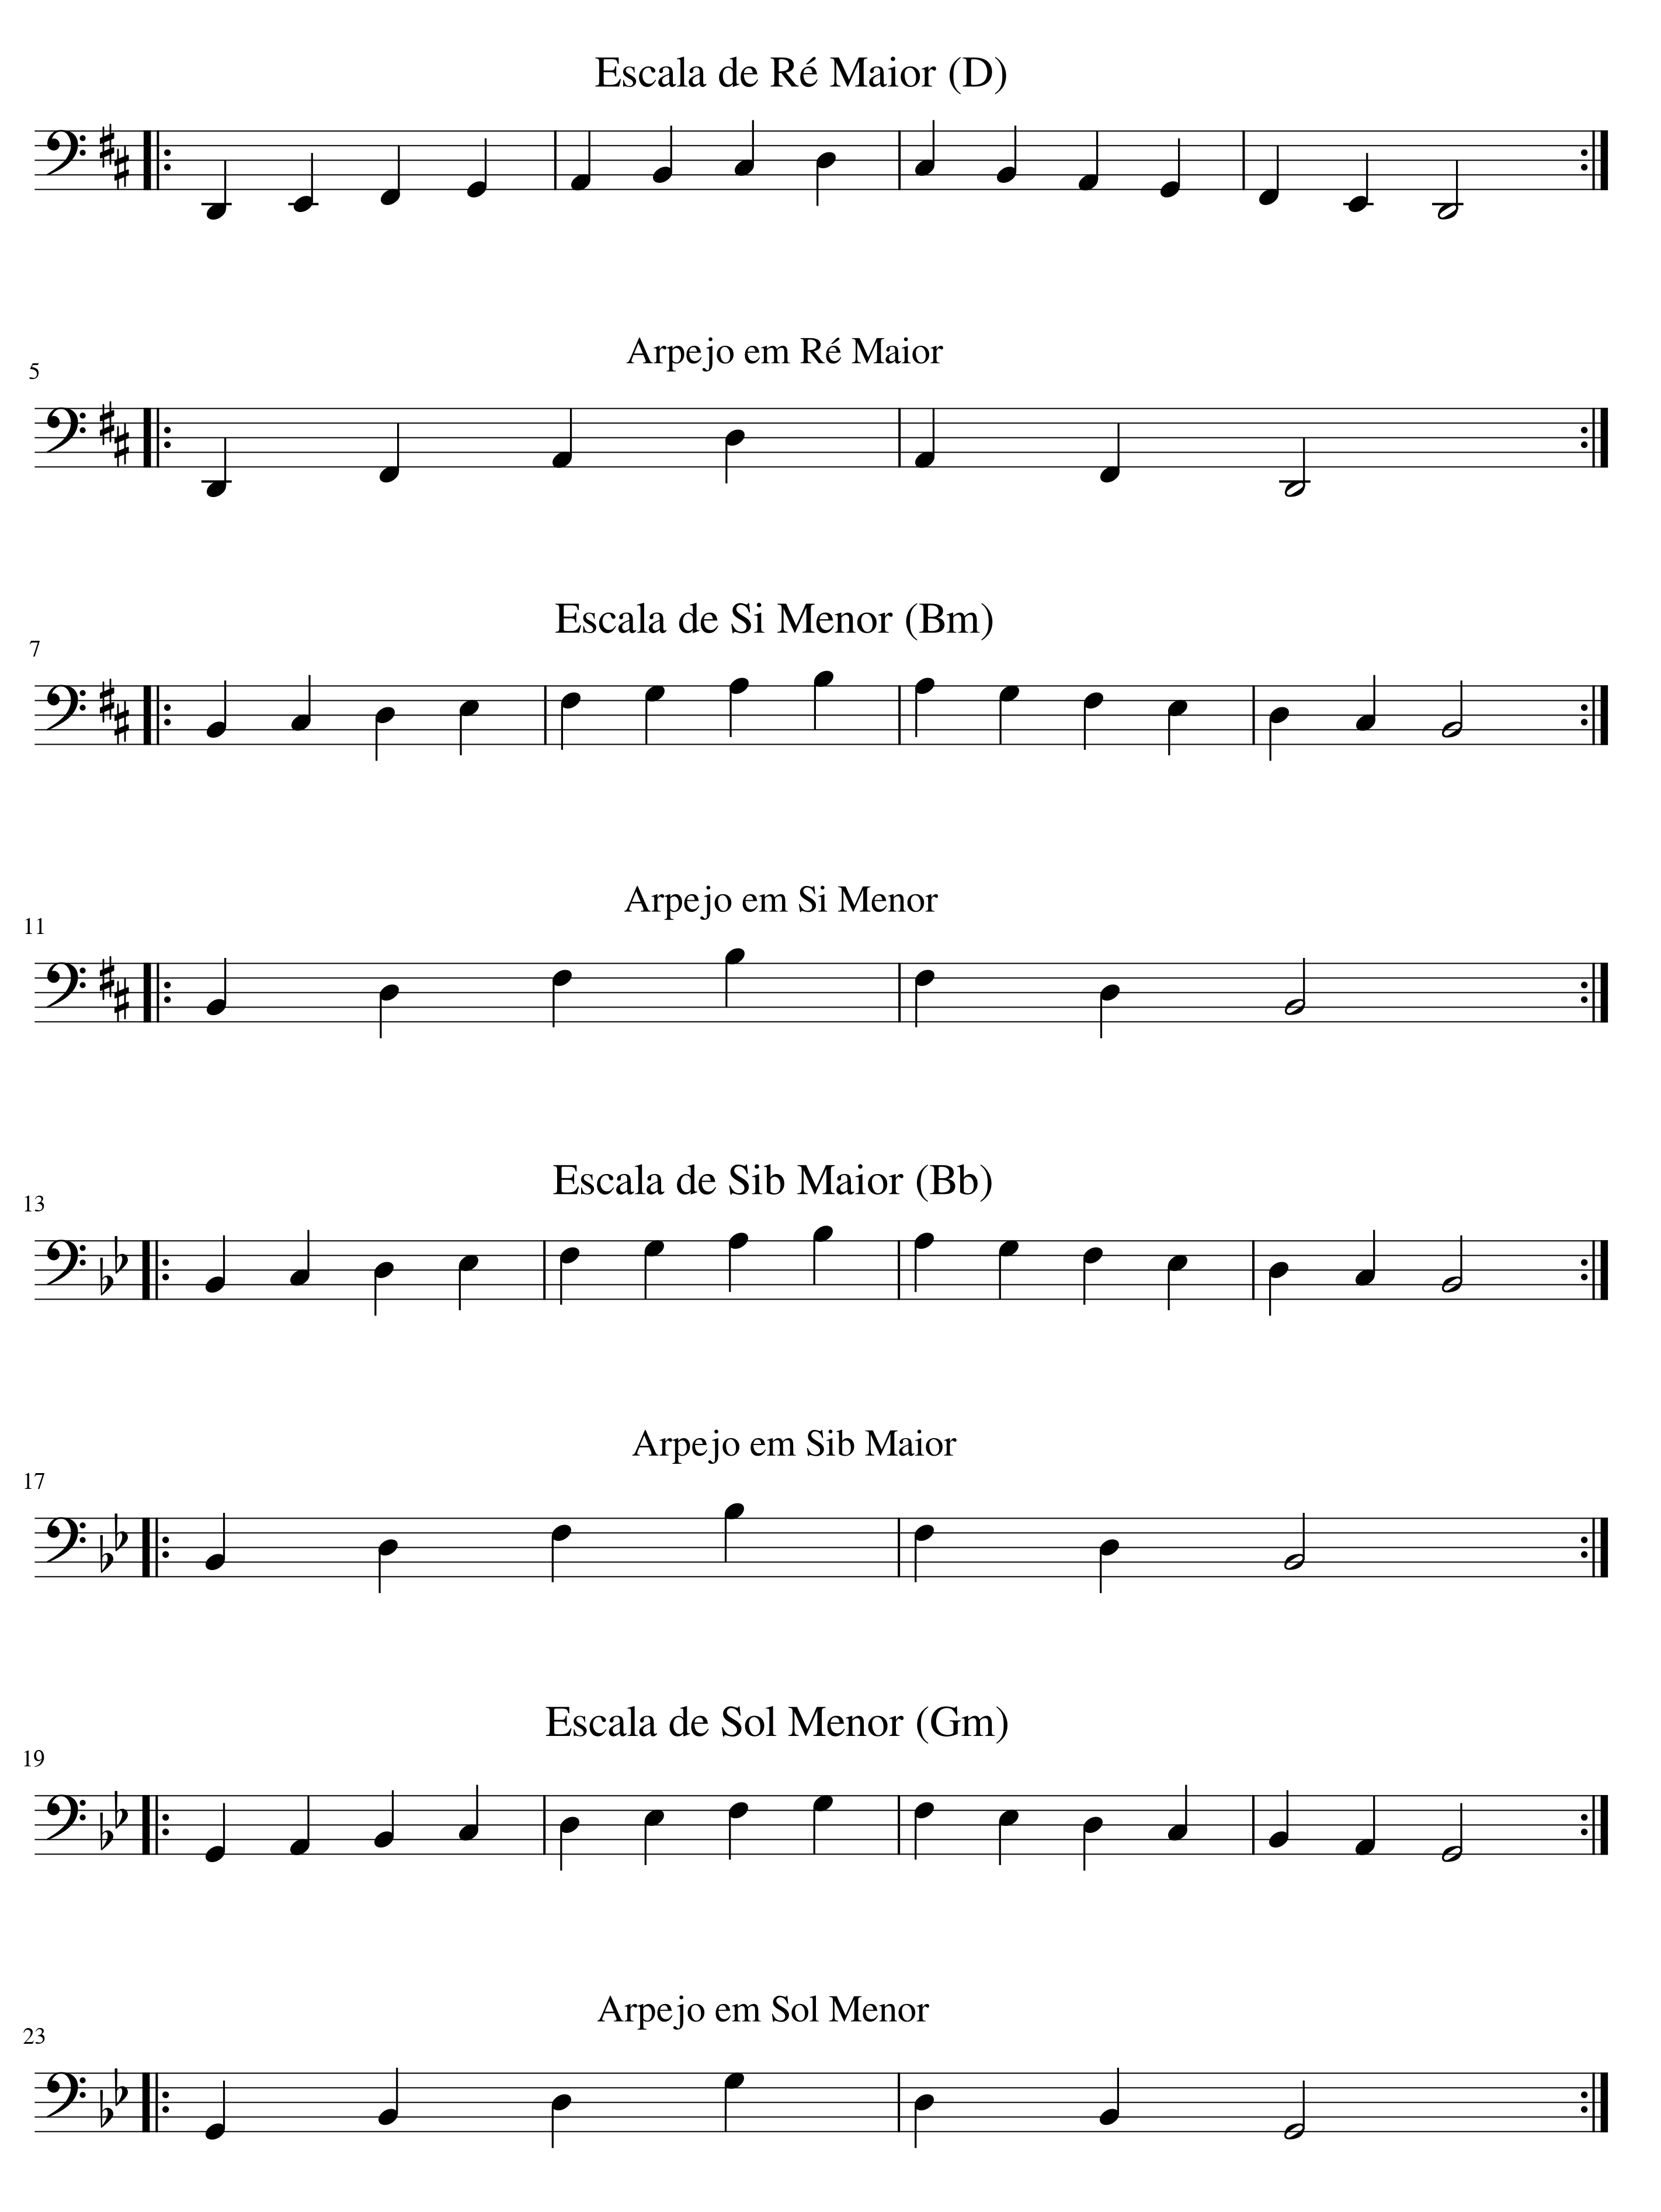 Escala de Ré Maior (D)
Arpejo em Ré Maior
5
Escala de Si Menor (Bm)
7
Arpejo em Si Menor
11
Escala de Sib Maior (Bb)
13
Arpejo em Sib Maior
17
Escala de Sol Menor (Gm)
19
Arpejo em Sol Menor
23